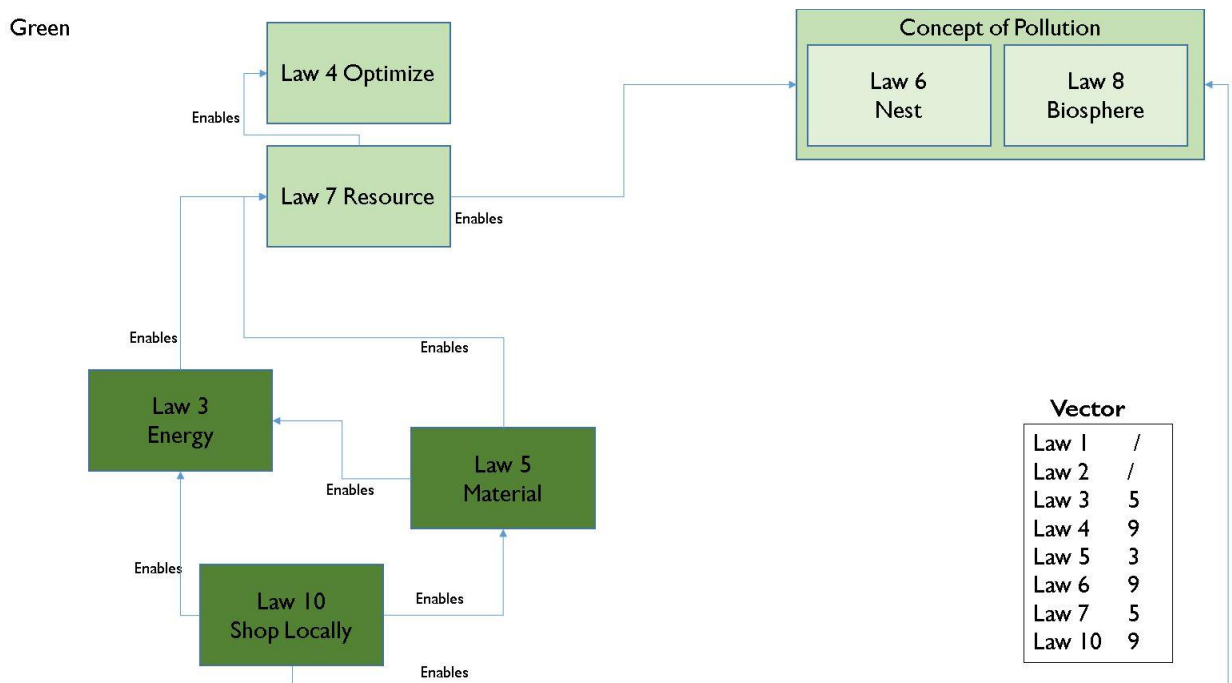 Green
Concept of Pollution
Law 4 Optimize
Law 6
Nest
Law 8
Biosphere
Enables
Law 7 Resource
Enables
Enables
Enables
Law 3
Energy
Law 5
Material
Enables
Enables
Law 10
Shop Locally
Enables
Enables
Vector
Law 1 /
Law 2 /
Law 3 5
Law 4 9
Law 5 3
Law 6 9
Law 7 5
Law 10 9